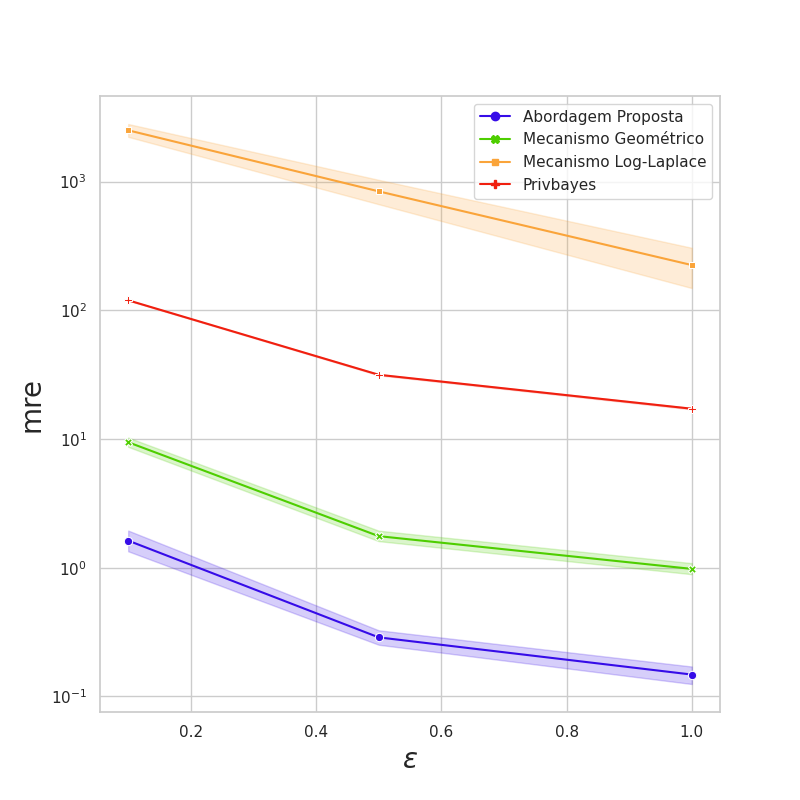 Abordagem Proposta
Mecanismo Geométrico
Mecanismo Log-Laplace
Privbayes
mre
10³
10²
10¹
10⁰
10⁻¹
0.2 0.4 0.6 0.8 1.0
ε